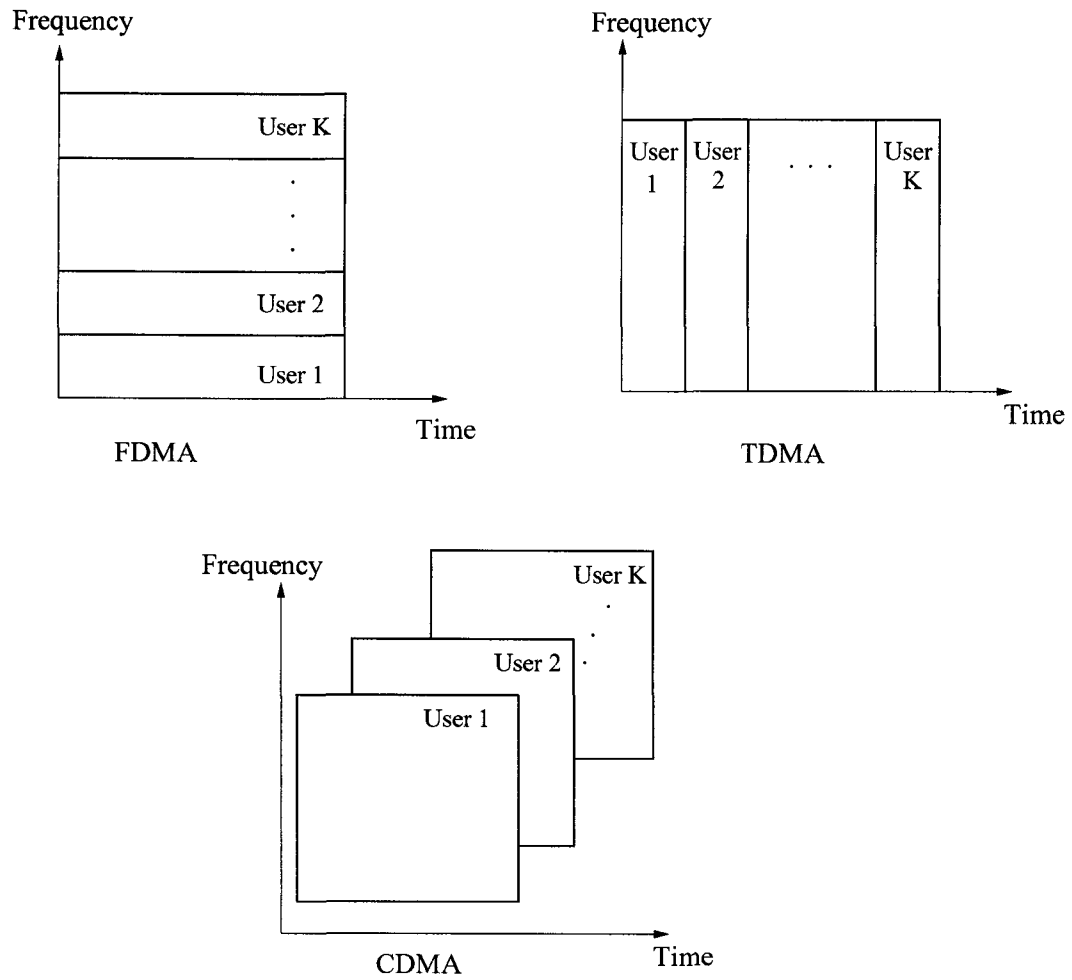 Frequency
User K
.
.
.
User 2
User 1
Time
FDMA
Frequency
User
1
User
2
. . .
User
K
Time
TDMA
Frequency
User K
.
.
.
User 2
User 1
Time
CDMA